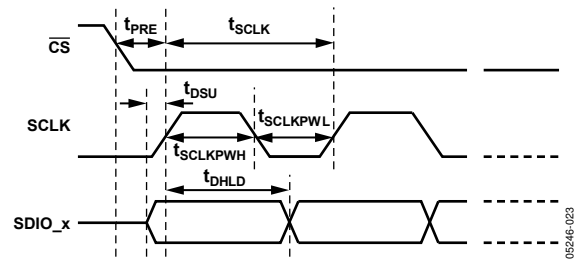 tPRE
tSCLK
CS
tDSU
SCLK
tSCLKPWL
tSCLKPWH
tDHLD
SDIO_x
05246-023